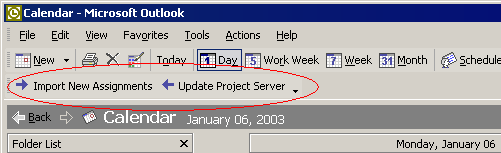 Calendar - Microsoft Outlook
File Edit View Favorites Tools Actions Help
New Today 1 Day 5 Work Week 7 Week 31 Month Schedule
Import New Assignments Update Project Server
Back Calendar January 06, 2003
Folder List Monday, January 06